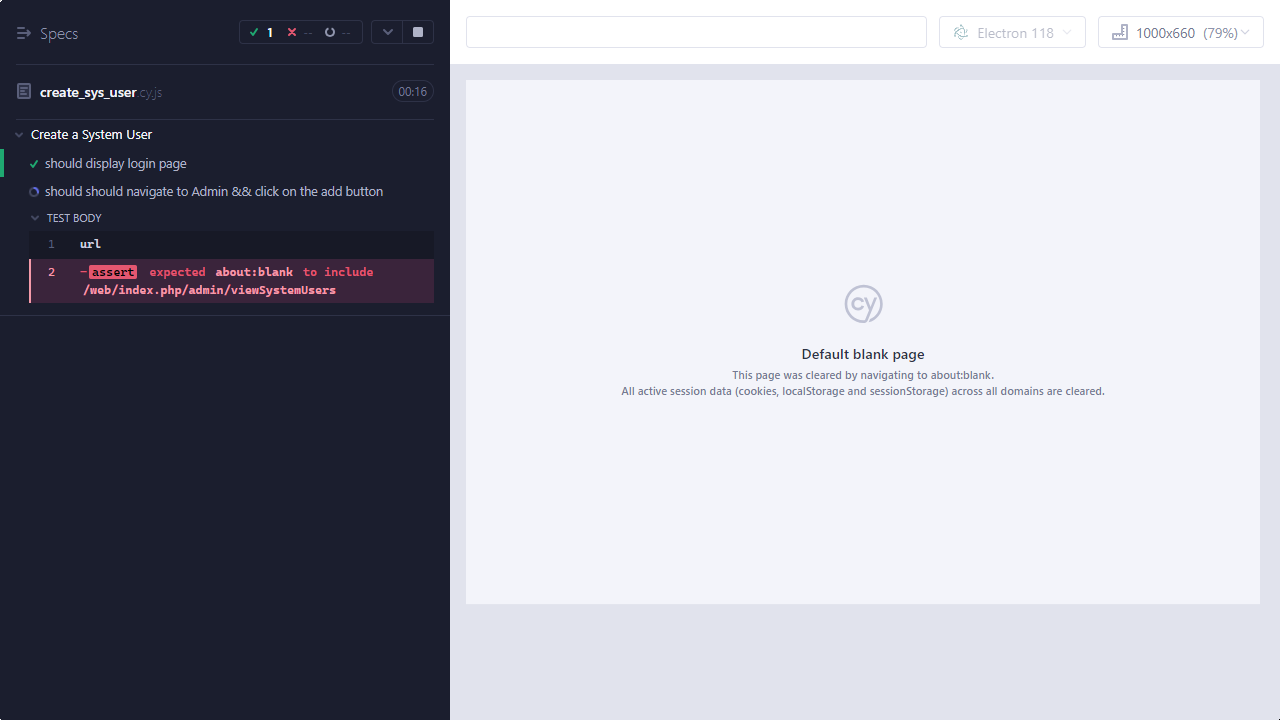 Specs
1 -- --
Electron 118
1000x660 (79%)
create_sys_user.cy.js
00:16
Create a System User
should display login page
should should navigate to Admin && click on the add button
TEST BODY
1 url
2 -assert expected about:blank to include
/web/index.php/admin/viewSystemUsers
cy
Default blank page
This page was cleared by navigating to about:blank.
All active session data (cookies, localStorage and sessionStorage) across all domains are cleared.